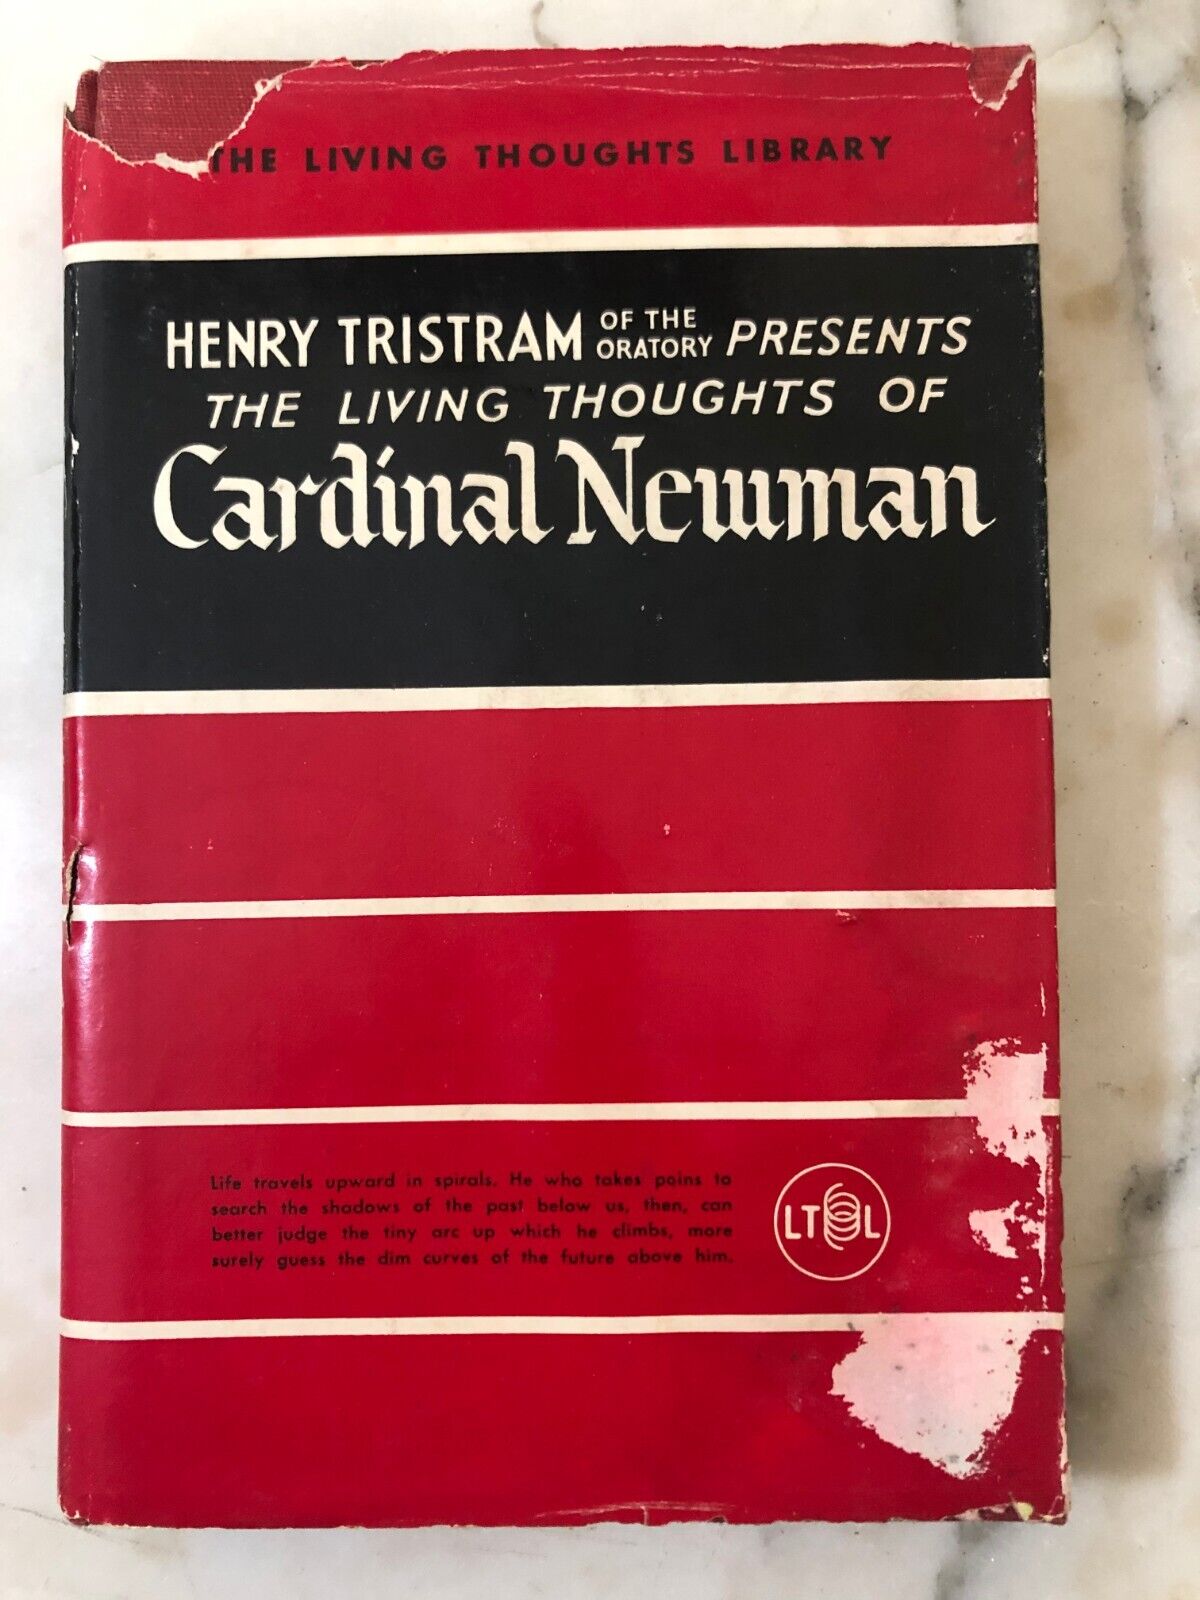 THE LIVING THOUGHTS LIBRARY
HENRY TRISTRAM OF THE ORATORY PRESENTS
THE LIVING THOUGHTS OF
Cardinal Newman
Life travels upward in spirals. He who takes pains to
search the shadows of the past below us, then, can
better judge the tiny arc up which he climbs, more
surely guess the dim curves of the future above him.
LTL